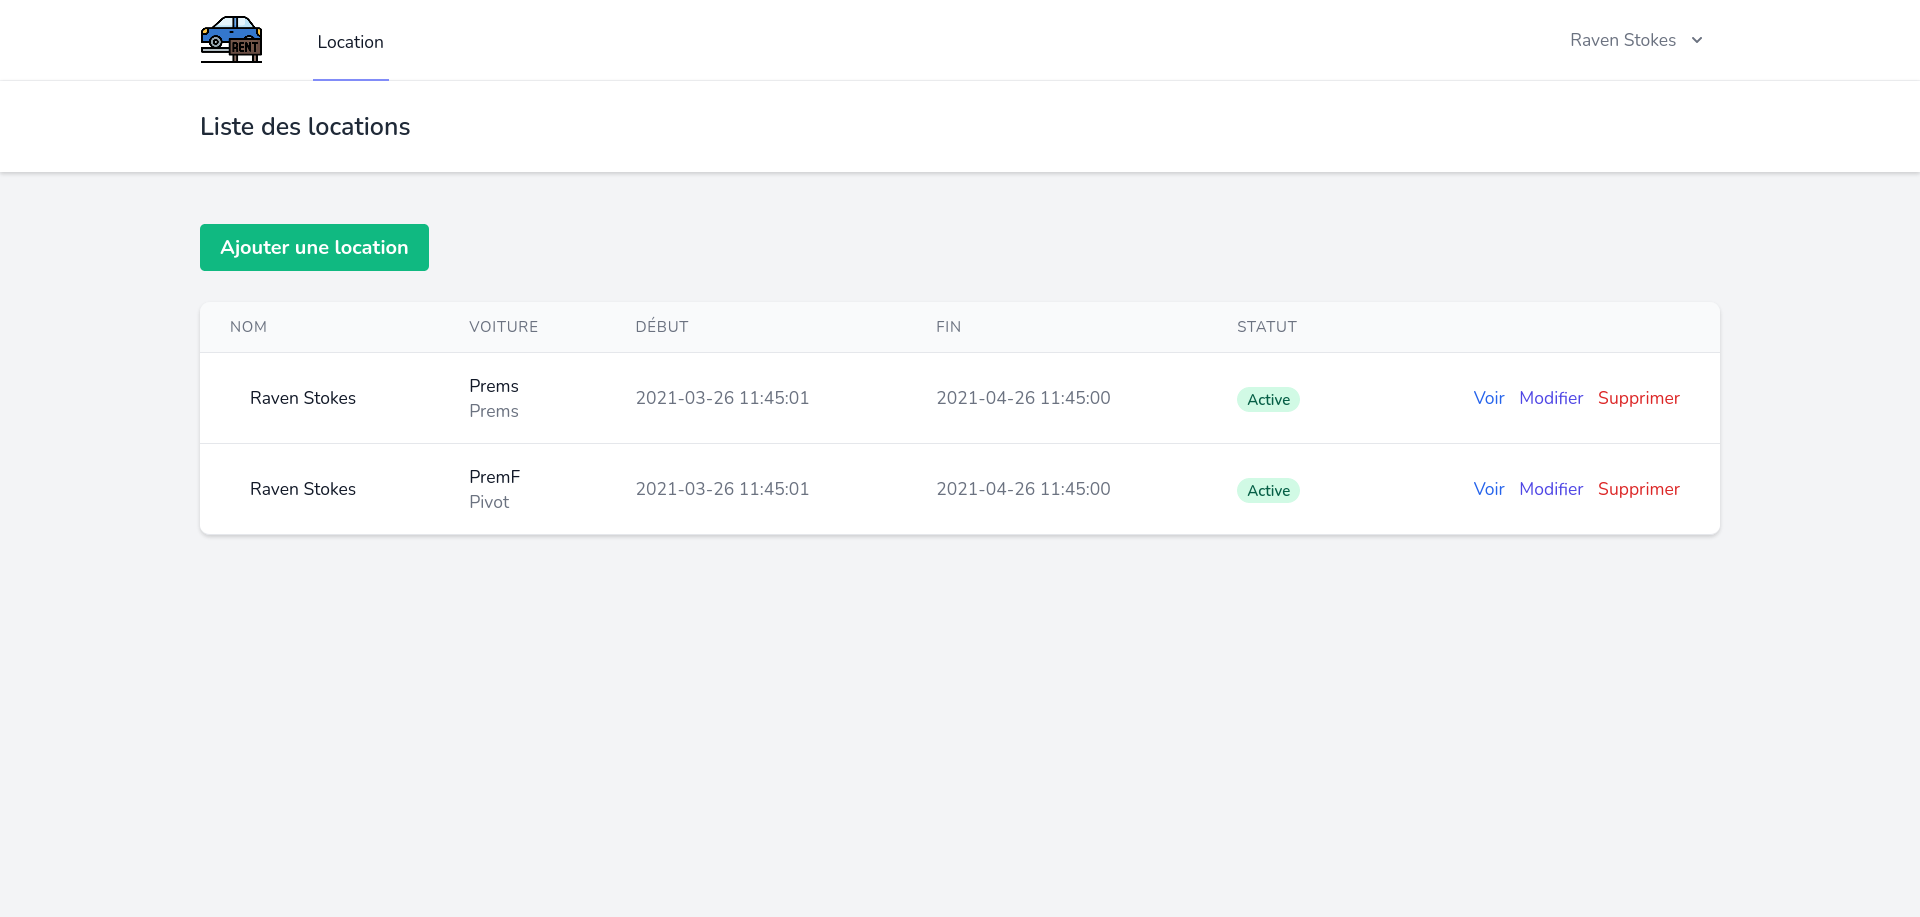 RENT
Location
Raven Stokes
Liste des locations
Ajouter une location
NOM VOITURE DÉBUT FIN STATUT
Raven Stokes Prems Prems 2021-03-26 11:45:01 2021-04-26 11:45:00 Active Voir Modifier Supprimer
Raven Stokes PremF Pivot 2021-03-26 11:45:01 2021-04-26 11:45:00 Active Voir Modifier Supprimer